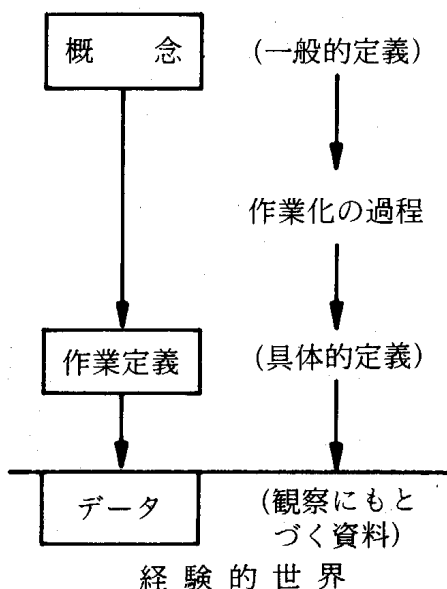 概　念　(一般的定義)
作業化の過程
作業定義　(具体的定義)
データ　(観察にもと
づく資料)
経験的世界